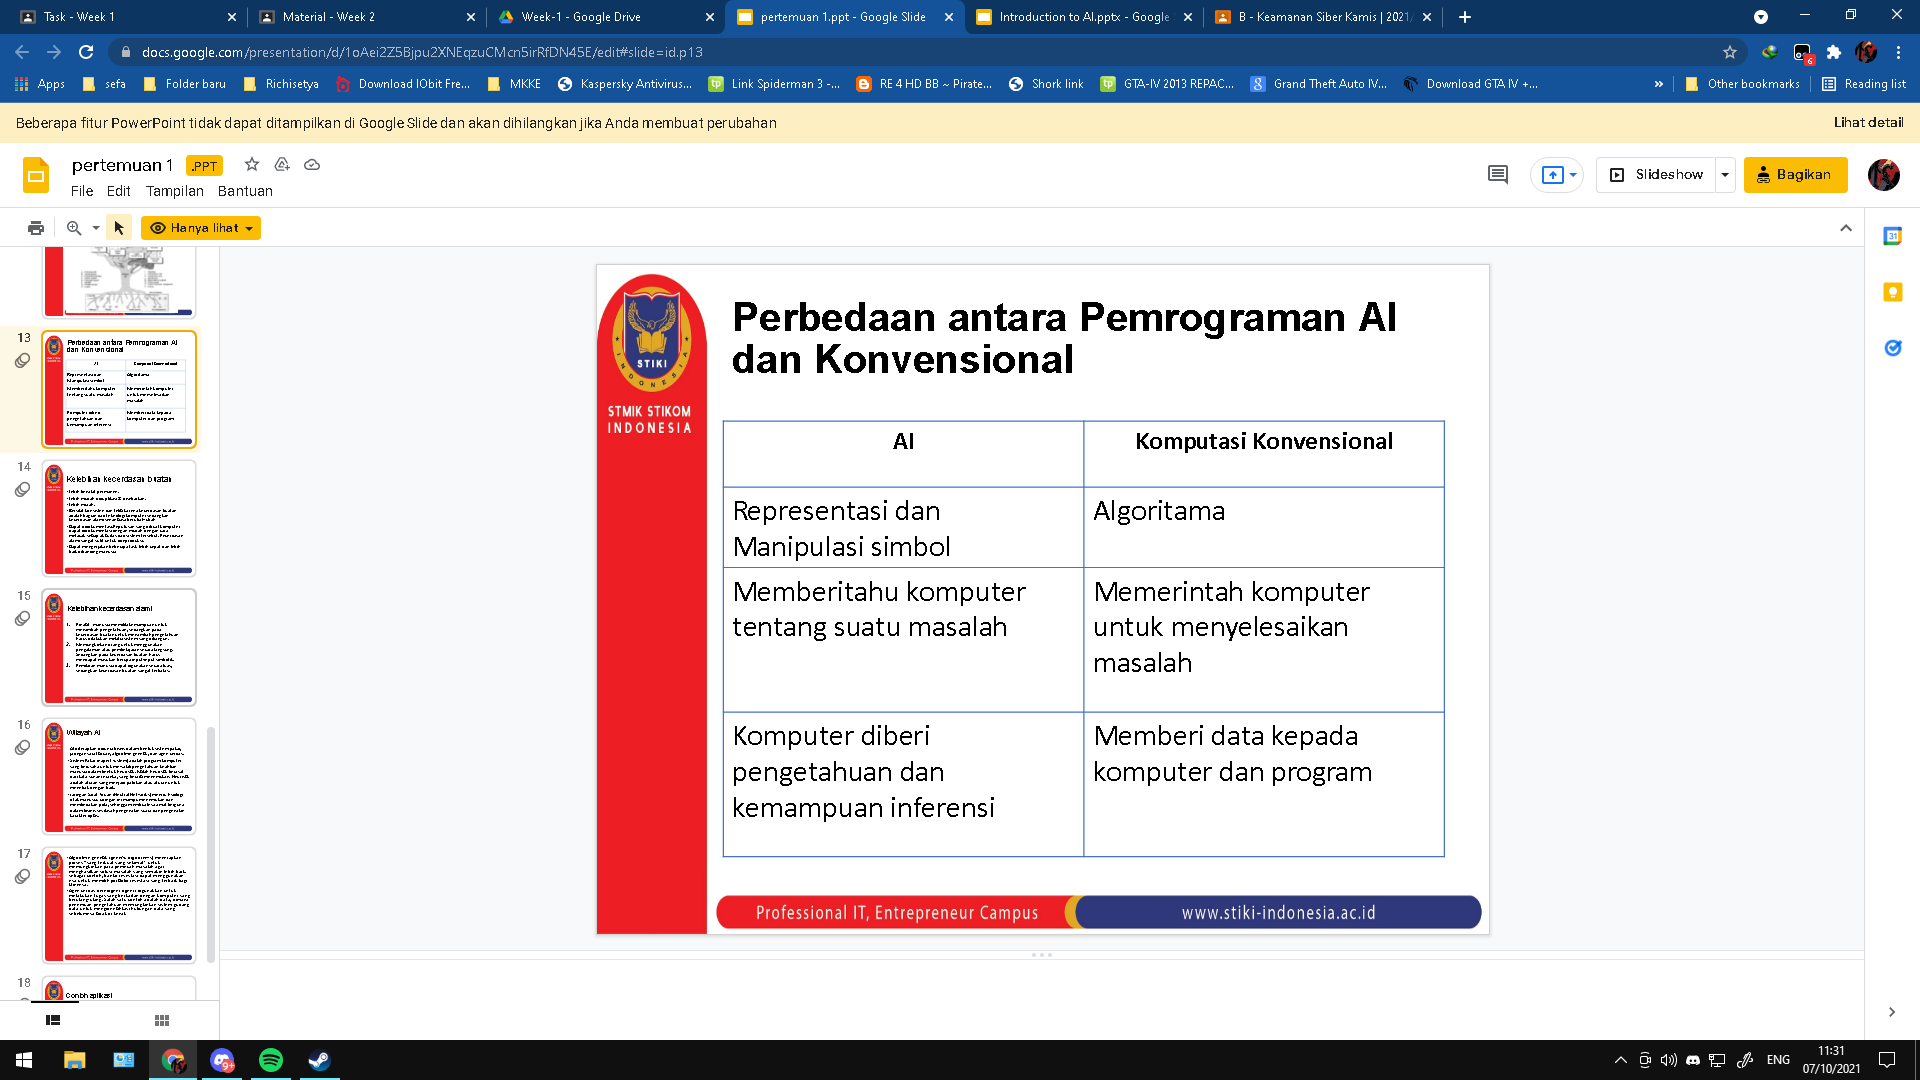 Task - Week 1
Material - Week 2
Week-1 - Google Drive
pertemuan 1.ppt - Google Slide
Introduction to AI.pptx - Google
B - Keamanan Siber Kamis | 2021/
docs.google.com/presentation/d/1oAei2Z5Bjpu2XNEqzuCMcn5irRfDN45E/edit#slide=id.p13
6
Apps
sefa
Folder baru
Richisetya
Download IObit Fre...
MKKE
Kaspersky Antivirus...
Link Spiderman 3 -...
RE 4 HD BB ~ Pirate...
Shork link
GTA-IV 2013 REPAC...
Grand Theft Auto IV...
Download GTA IV +...
»
Other bookmarks
Reading list
Beberapa fitur PowerPoint tidak dapat ditampilkan di Google Slide dan akan dihilangkan jika Anda membuat perubahan
Lihat detail
pertemuan 1
.PPT
File Edit Tampilan Bantuan
Slideshow
Bagikan
Hanya lihat
31
13
Perbedaan antara Pemrograman AI
dan Konvensional
14
Kelebihan kecerdasan buatan
15
Kelebihan kecerdasan alami
16
Wilayah AI
17
18
Contoh aplikasi
STIKI
INDONESIA
STMIK STIKOM
INDONESIA
Perbedaan antara Pemrograman AI
dan Konvensional
AI
Komputasi Konvensional
Representasi dan
Manipulasi simbol
Algoritama
Memberitahu komputer
tentang suatu masalah
Memerintah komputer
untuk menyelesaikan
masalah
Komputer diberi
pengetahuan dan
kemampuan inferensi
Memberi data kepada
komputer dan program
Professional IT, Entrepreneur Campus
www.stiki-indonesia.ac.id
9+
ENG
11:31
07/10/2021